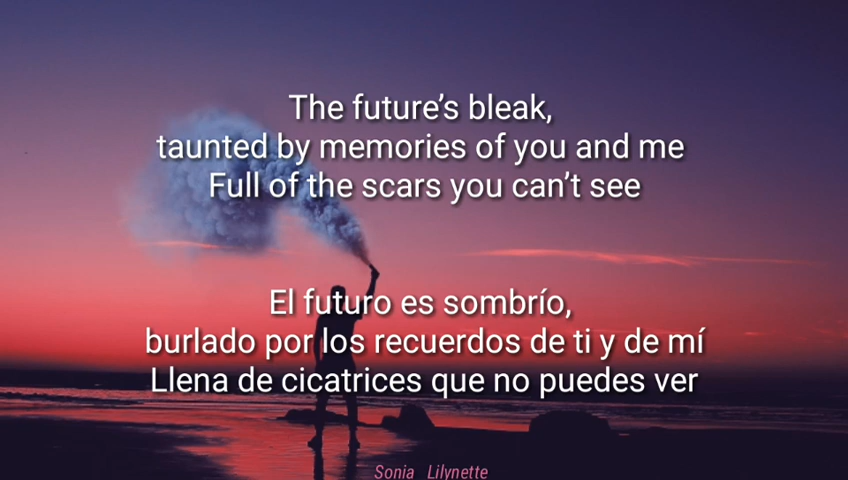 The future’s bleak,
taunted by memories of you and me
Full of the scars you can’t see
El futuro es sombrío,
burlado por los recuerdos de ti y de mí
Llena de cicatrices que no puedes ver
Sonia Lilynette